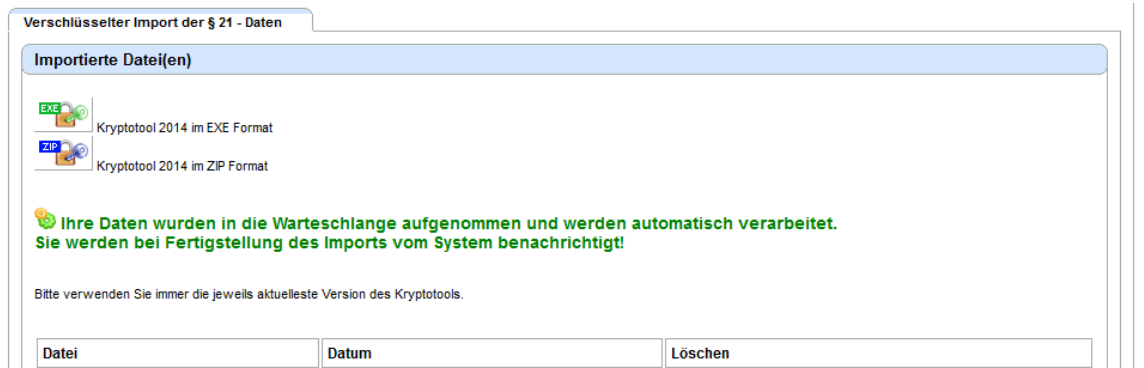 Verschlüsselter Import der § 21 - Daten
Importierte Datei(en)
EXE
Kryptotool 2014 im EXE Format
ZIP
Kryptotool 2014 im ZIP Format
Ihre Daten wurden in die Warteschlange aufgenommen und werden automatisch verarbeitet.
Sie werden bei Fertigstellung des Imports vom System benachrichtigt!
Bitte verwenden Sie immer die jeweils aktuelleste Version des Kryptotools.
Datei Datum Löschen